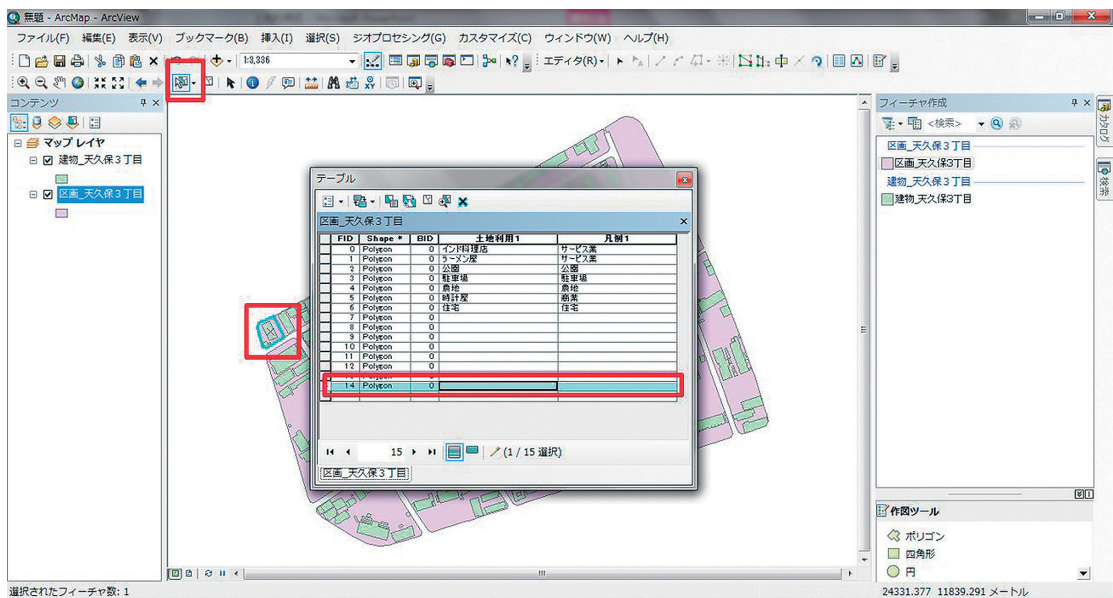 無題 - ArcMap - ArcView
ファイル(F) 編集(E) 表示(V) ブックマーク(B) 挿入(I) 選択(S) ジオプロセシング(G) カスタマイズ(C) ウィンドウ(W) ヘルプ(H)
1:3,336
エディタ(R)
コンテンツ
マップ レイヤ
建物_天久保3丁目
区画_天久保3丁目
テーブル
区画_天久保3丁目
FID Shape * BID 土地利用1 凡例1
0 Polygon 0 インド料理店 サービス業
1 Polygon 0 ラーメン屋 サービス業
2 Polygon 0 公園 公園
3 Polygon 0 駐車場 駐車場
4 Polygon 0 農地 農地
5 Polygon 0 時計屋 商業
6 Polygon 0 住宅 住宅
7 Polygon 0
8 Polygon 0
9 Polygon 0
10 Polygon 0
11 Polygon 0
12 Polygon 0
14 Polygon 0
15 (1 / 15 選択)
区画_天久保3丁目
フィーチャ作成
<検索>
区画_天久保3丁目
区画_天久保3丁目
建物_天久保3丁目
建物_天久保3丁目
カタログ
検索
作図ツール
ポリゴン
四角形
円
選択されたフィーチャ数: 1
24331.377 11839.291 メートル